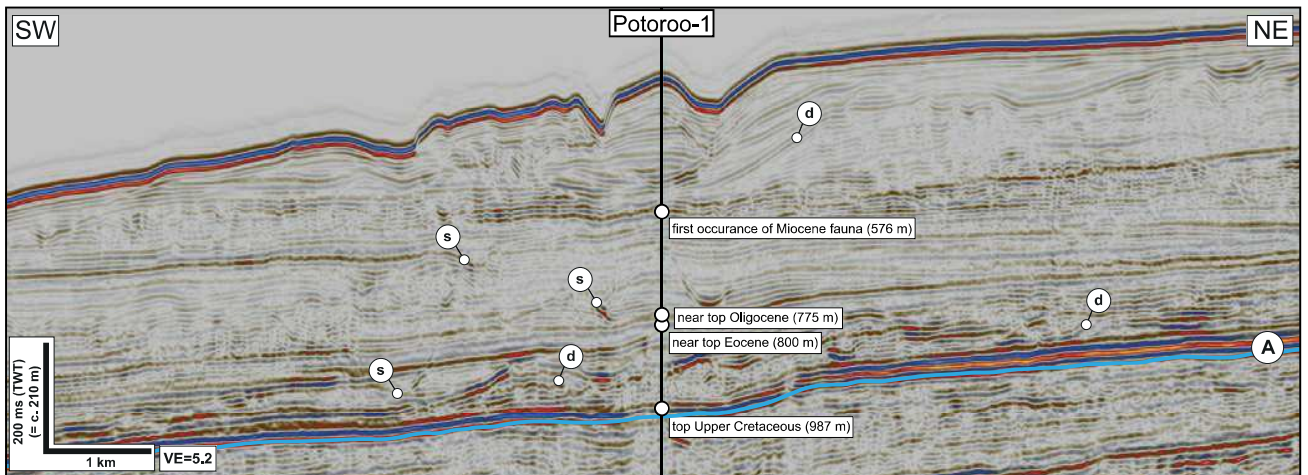 SW
Potoroo-1
NE
d
first occurance of Miocene fauna (576 m)
s
s
d
near top Oligocene (775 m)
near top Eocene (800 m)
A
d
s
top Upper Cretaceous (987 m)
200 ms (TWT)
(= c. 210 m)
1 km
VE=5.2